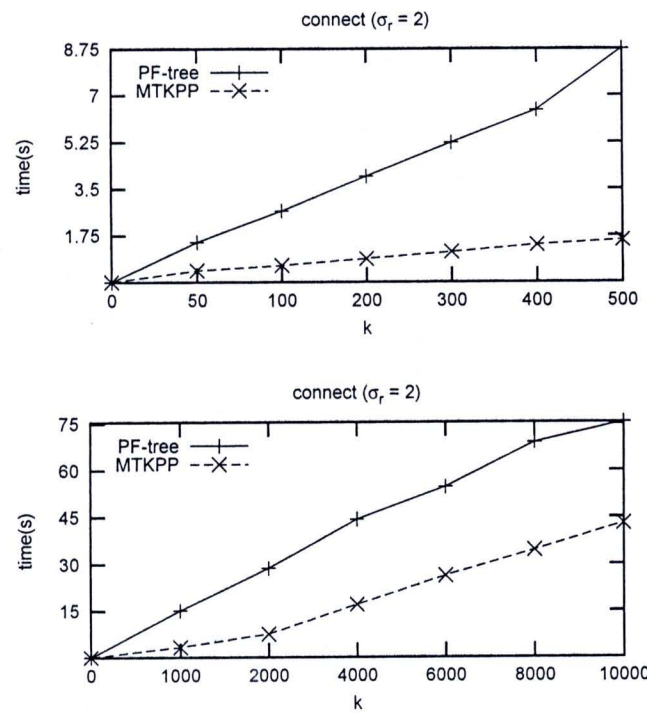 connect (σr = 2)
8.75
7
5.25
3.5
1.75
time(s)
PF-tree
MTKPP
0 50 100 200 300 400 500
k
connect (σr = 2)
75
60
45
30
15
time(s)
PF-tree
MTKPP
0 1000 2000 4000 6000 8000 10000
k